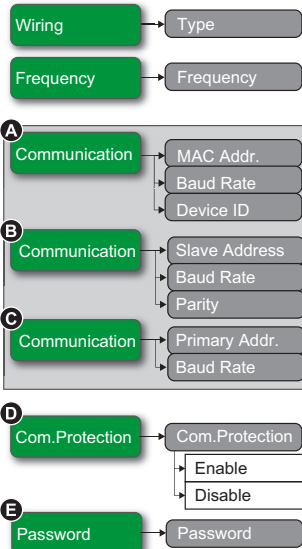 Wiring
Type
Frequency
Frequency
A
Communication
MAC Addr.
Baud Rate
Device ID
B
Communication
Slave Address
Baud Rate
Parity
C
Communication
Primary Addr.
Baud Rate
D
Com.Protection
Com.Protection
Enable
Disable
E
Password
Password